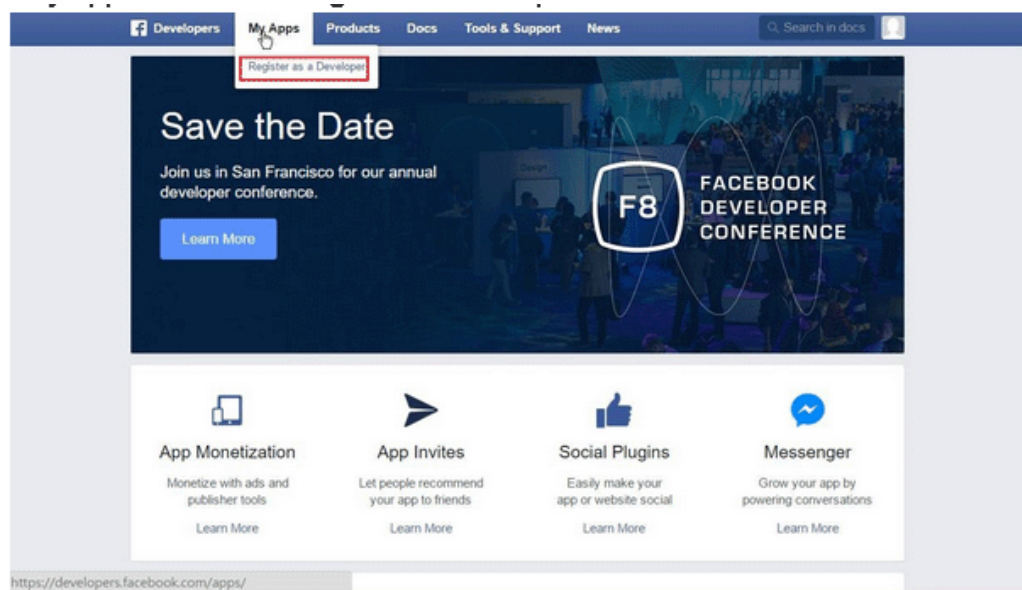 Developers My Apps Products Docs Tools & Support News Search in docs
Register as a Developer
Save the Date
Join us in San Francisco for our annual
developer conference.
Learn More
Design
F8
FACEBOOK
DEVELOPER
CONFERENCE
App Monetization
Monetize with ads and
publisher tools
Learn More
App Invites
Let people recommend
your app to friends
Learn More
Social Plugins
Easily make your
app or website social
Learn More
Messenger
Grow your app by
powering conversations
Learn More
https://developers.facebook.com/apps/